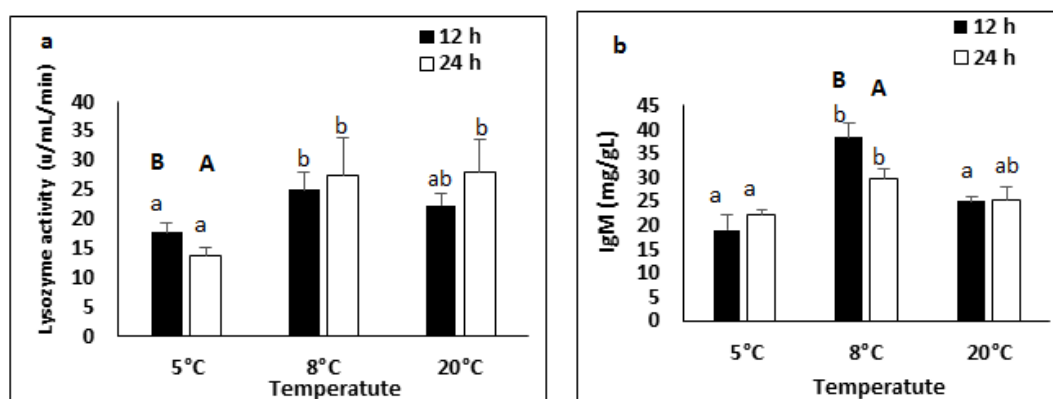 a
12 h
24 h
Lysozyme activity (u/mL/min)
40
35
30
25
20
15
10
5
0
B A
a a
b b
ab b
5°C 8°C 20°C
Temperatute
b
12 h
24 h
IgM (mg/gL)
45
40
35
30
25
20
15
10
5
0
B A
a a
b b
a ab
5°C 8°C 20°C
Temperatute